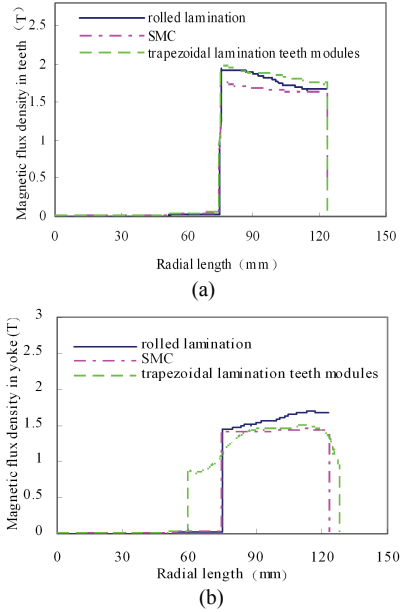 Magnetic flux density in teeth (T)
2.5
2
1.5
1
0.5
0
rolled lamination
SMC
trapezoidal lamination teeth modules
0 30 60 90 120 150
Radial length (mm)
(a)
Magnetic flux density in yoke (T)
3
2.5
2
1.5
1
0.5
0
rolled lamination
SMC
trapezoidal lamination teeth modules
0 30 60 90 120 150
Radial length (mm)
(b)